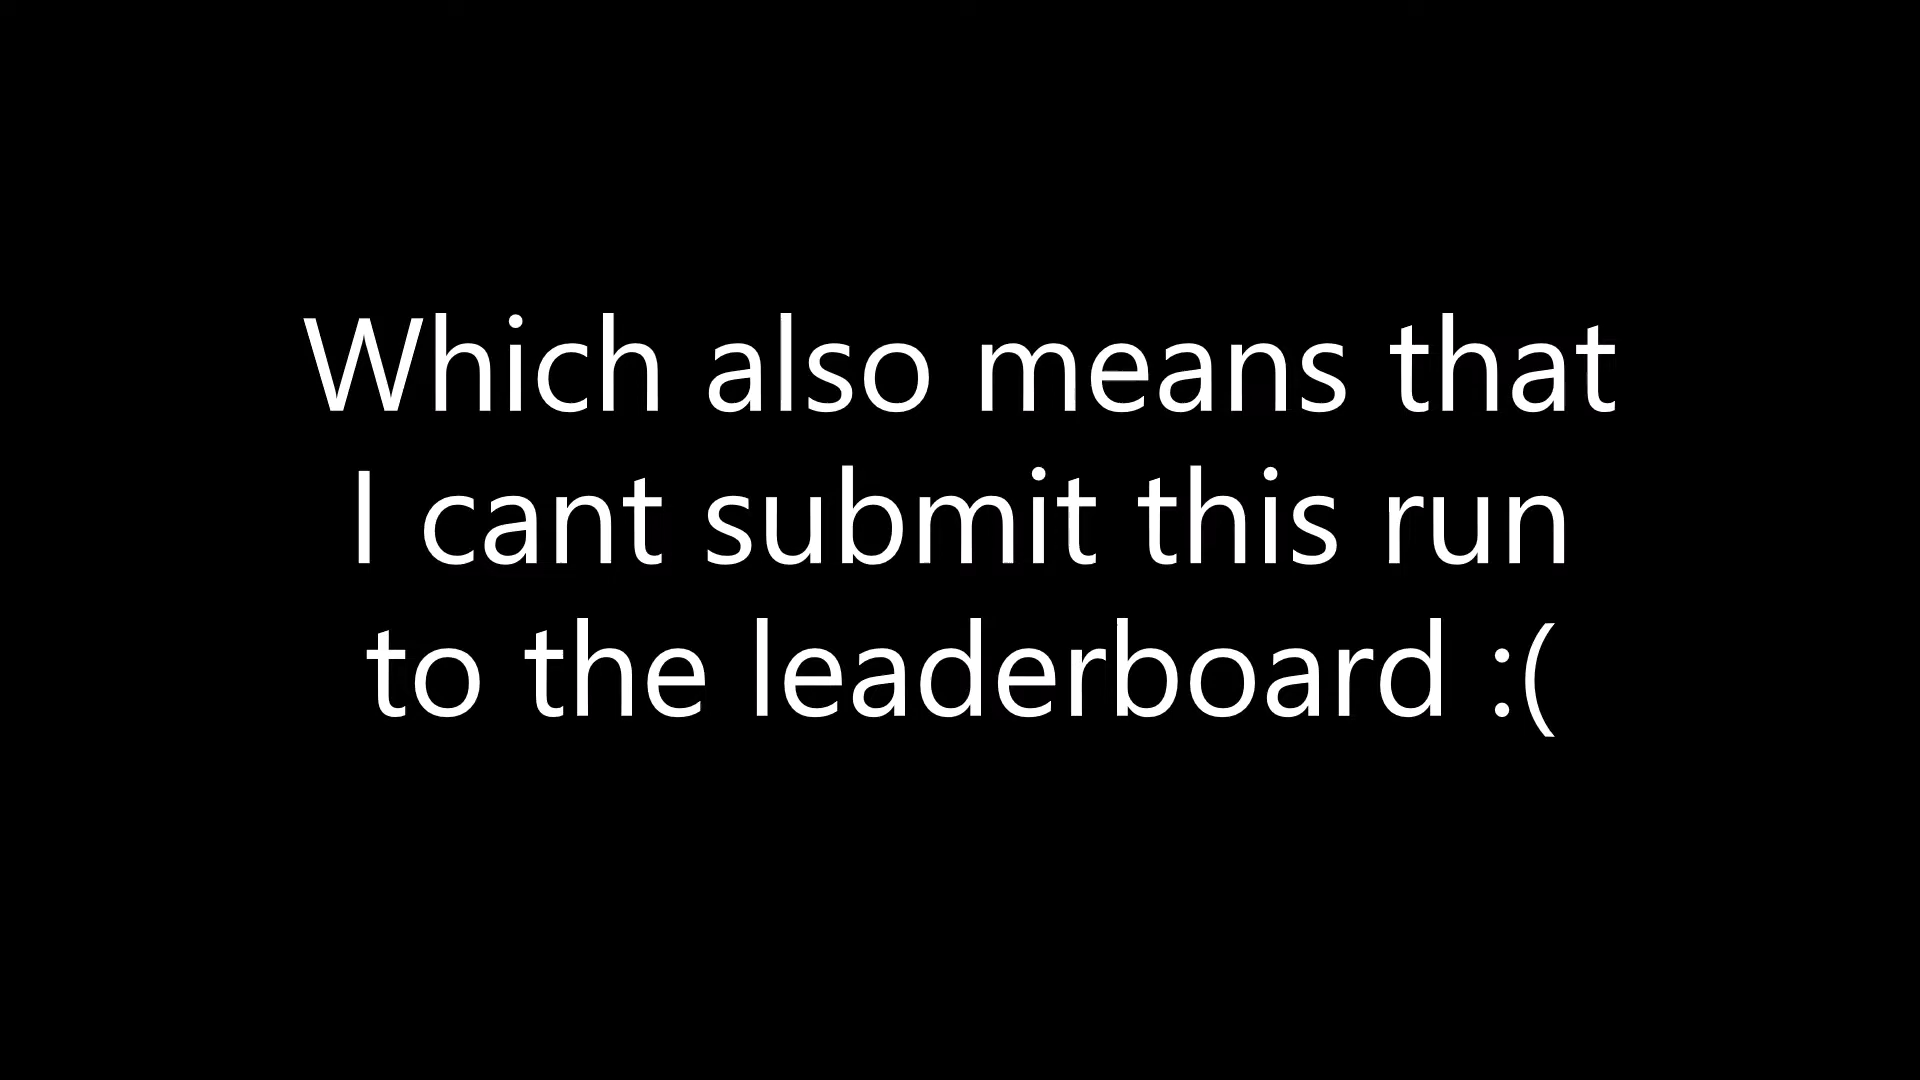 Which also means that
I cant submit this run
to the leaderboard :(